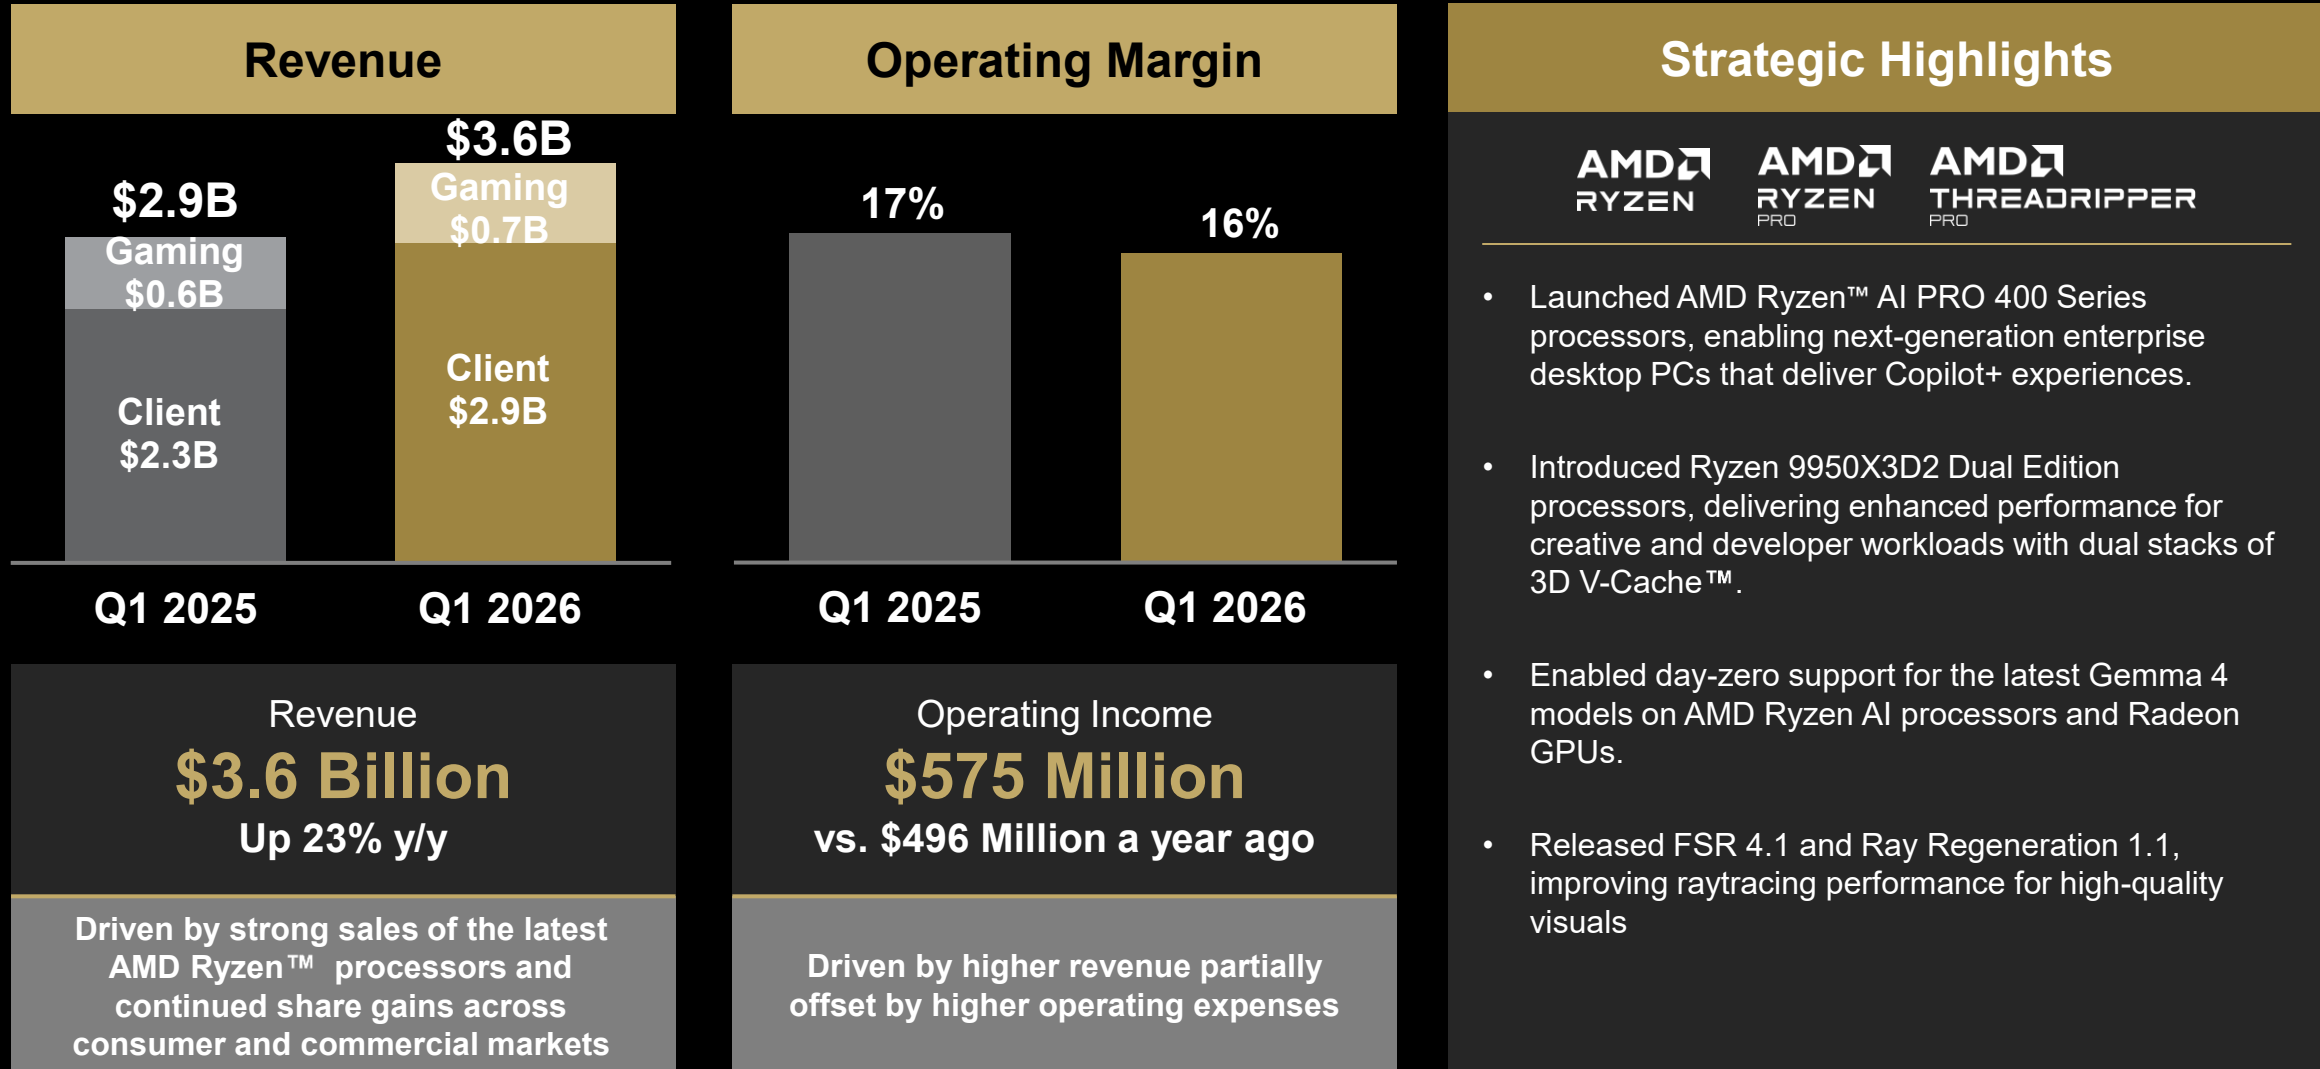 Revenue
$3.6B
$2.9B
Gaming
$0.7B
Gaming
$0.6B
Client
$2.9B
Client
$2.3B
Q1 2025
Q1 2026
Revenue
$3.6 Billion
Up 23% y/y
Driven by strong sales of the latest
AMD Ryzen™ processors and
continued share gains across
consumer and commercial markets
Operating Margin
17%
16%
Q1 2025
Q1 2026
Operating Income
$575 Million
vs. $496 Million a year ago
Driven by higher revenue partially
offset by higher operating expenses
Strategic Highlights
AMD
RYZEN
AMD
RYZEN
PRO
AMD
THREADRIPPER
PRO
• Launched AMD Ryzen™ AI PRO 400 Series
processors, enabling next-generation enterprise
desktop PCs that deliver Copilot+ experiences.
• Introduced Ryzen 9950X3D2 Dual Edition
processors, delivering enhanced performance for
creative and developer workloads with dual stacks of
3D V-Cache™.
• Enabled day-zero support for the latest Gemma 4
models on AMD Ryzen AI processors and Radeon
GPUs.
• Released FSR 4.1 and Ray Regeneration 1.1,
improving raytracing performance for high-quality
visuals